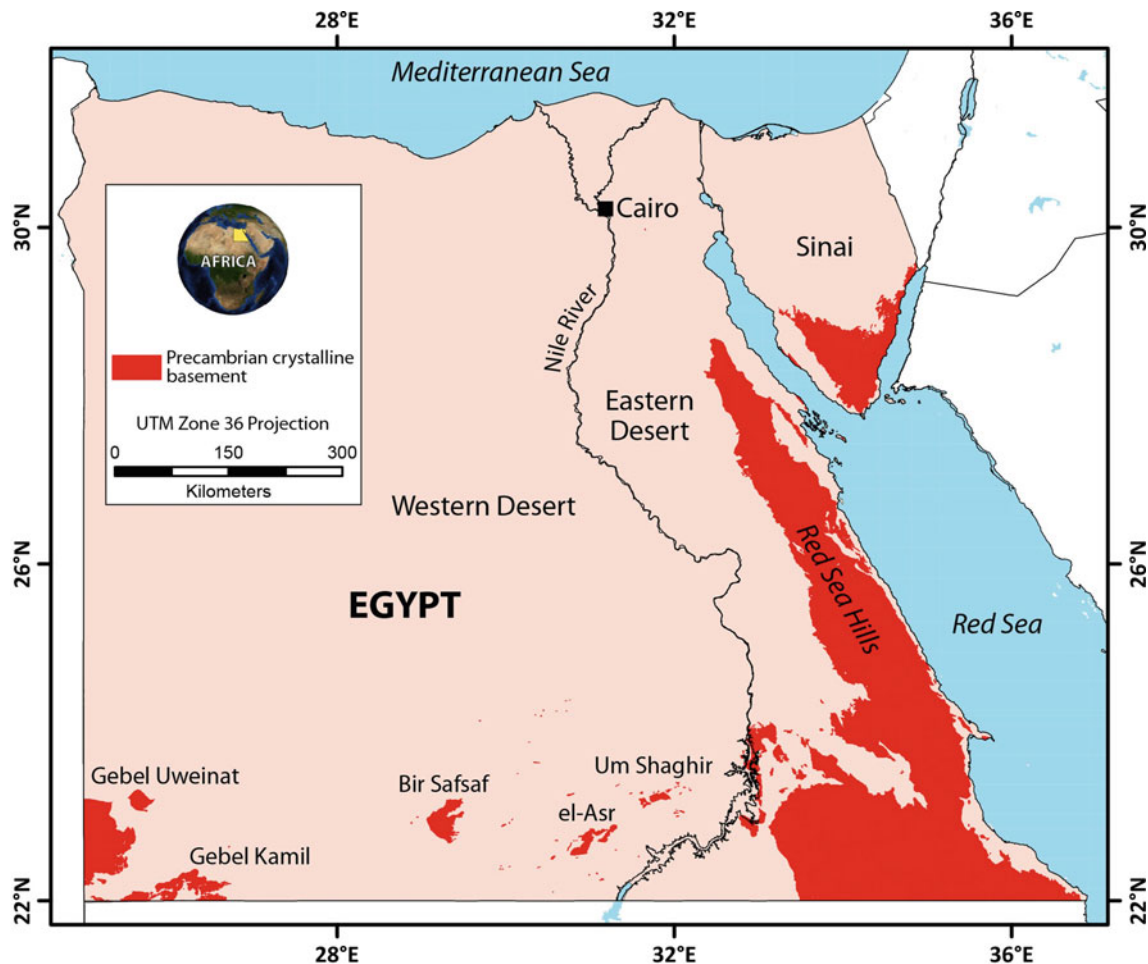 28°E 32°E 36°E
Mediterranean Sea
30°N 30°N
Cairo
Sinai
AFRICA
Nile River
Precambrian crystalline
basement
UTM Zone 36 Projection
0 150 300
Kilometers
Eastern
Desert
Western Desert
26°N 26°N
Red Sea Hills
EGYPT
Red Sea
Gebel Uweinat
Bir Safsaf
Um Shaghir
el-Asr
Gebel Kamil
22°N 22°N
28°E 32°E 36°E